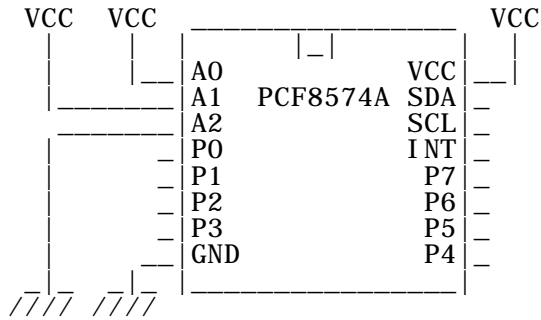 VCC VCC VCC
A0 VCC
A1 PCF8574A SDA
A2 SCL
P0 INT
P1 P7
P2 P6
P3 P5
GND P4